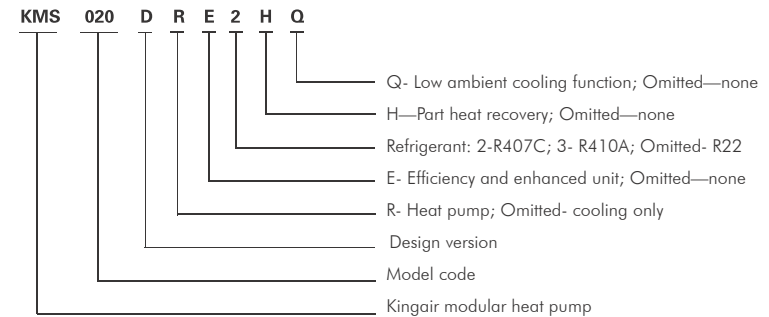 KMS 020 D R E 2 H Q
Q- Low ambient cooling function; Omitted—none
H—Part heat recovery; Omitted—none
Refrigerant: 2-R407C; 3- R410A; Omitted- R22
E- Efficiency and enhanced unit; Omitted—none
R- Heat pump; Omitted- cooling only
Design version
Model code
Kingair modular heat pump